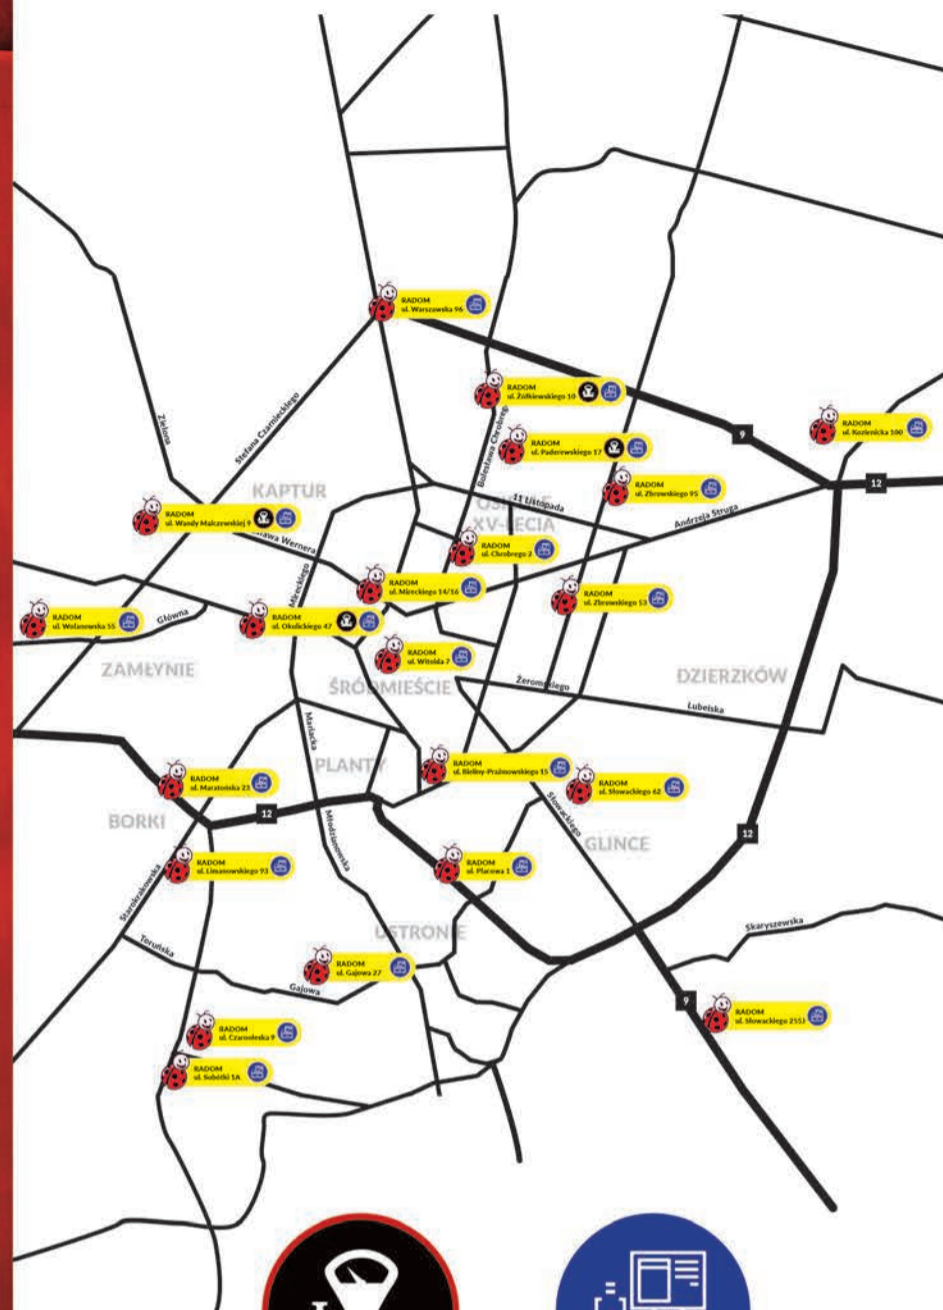 RADOM
ul. Warszawska 96
RADOM
ul. Żółkiewskiego 10
9
RADOM
ul. Kozienicka 100
Zielona
Stefana Czarnieckiego
Bolesława Chrobrego
RADOM
ul. Paderewskiego 17
RADOM
ul. Zbrowskiego 95
12
KAPTUR
11 Listopada
XV-LECIA
Andrzeja Struga
RADOM
ul. Wandy Malczewskiej 9
Wernera
RADOM
ul. Chrobrego 2
Mireckiego
RADOM
ul. Mireckiego 14/16
RADOM
ul. Zbrowskiego 53
RADOM
ul. Wolanowska 55
Główna
RADOM
ul. Okulickiego 47
RADOM
ul. Witolda 7
ZAMŁYNIE
ŚRÓDMIEŚCIE
Żeromskiego
DZIERZKÓW
Lubelska
Mariacka
PLANTY
RADOM
ul. Bieliny-Prażmowskiego 15
RADOM
ul. Maratońska 23
RADOM
ul. Słowackiego 62
12
BORKI
Młodzianowska
Słowackiego
GLINCE
12
RADOM
ul. Limanowskiego 93
RADOM
ul. Placowa 1
Starokrakowska
USTRONIE
Skaryszewska
Toruńska
RADOM
ul. Gajowa 27
Gajowa
9
RADOM
ul. Słowackiego 255J
RADOM
ul. Czarnoleska 9
RADOM
ul. Sobótki 1A